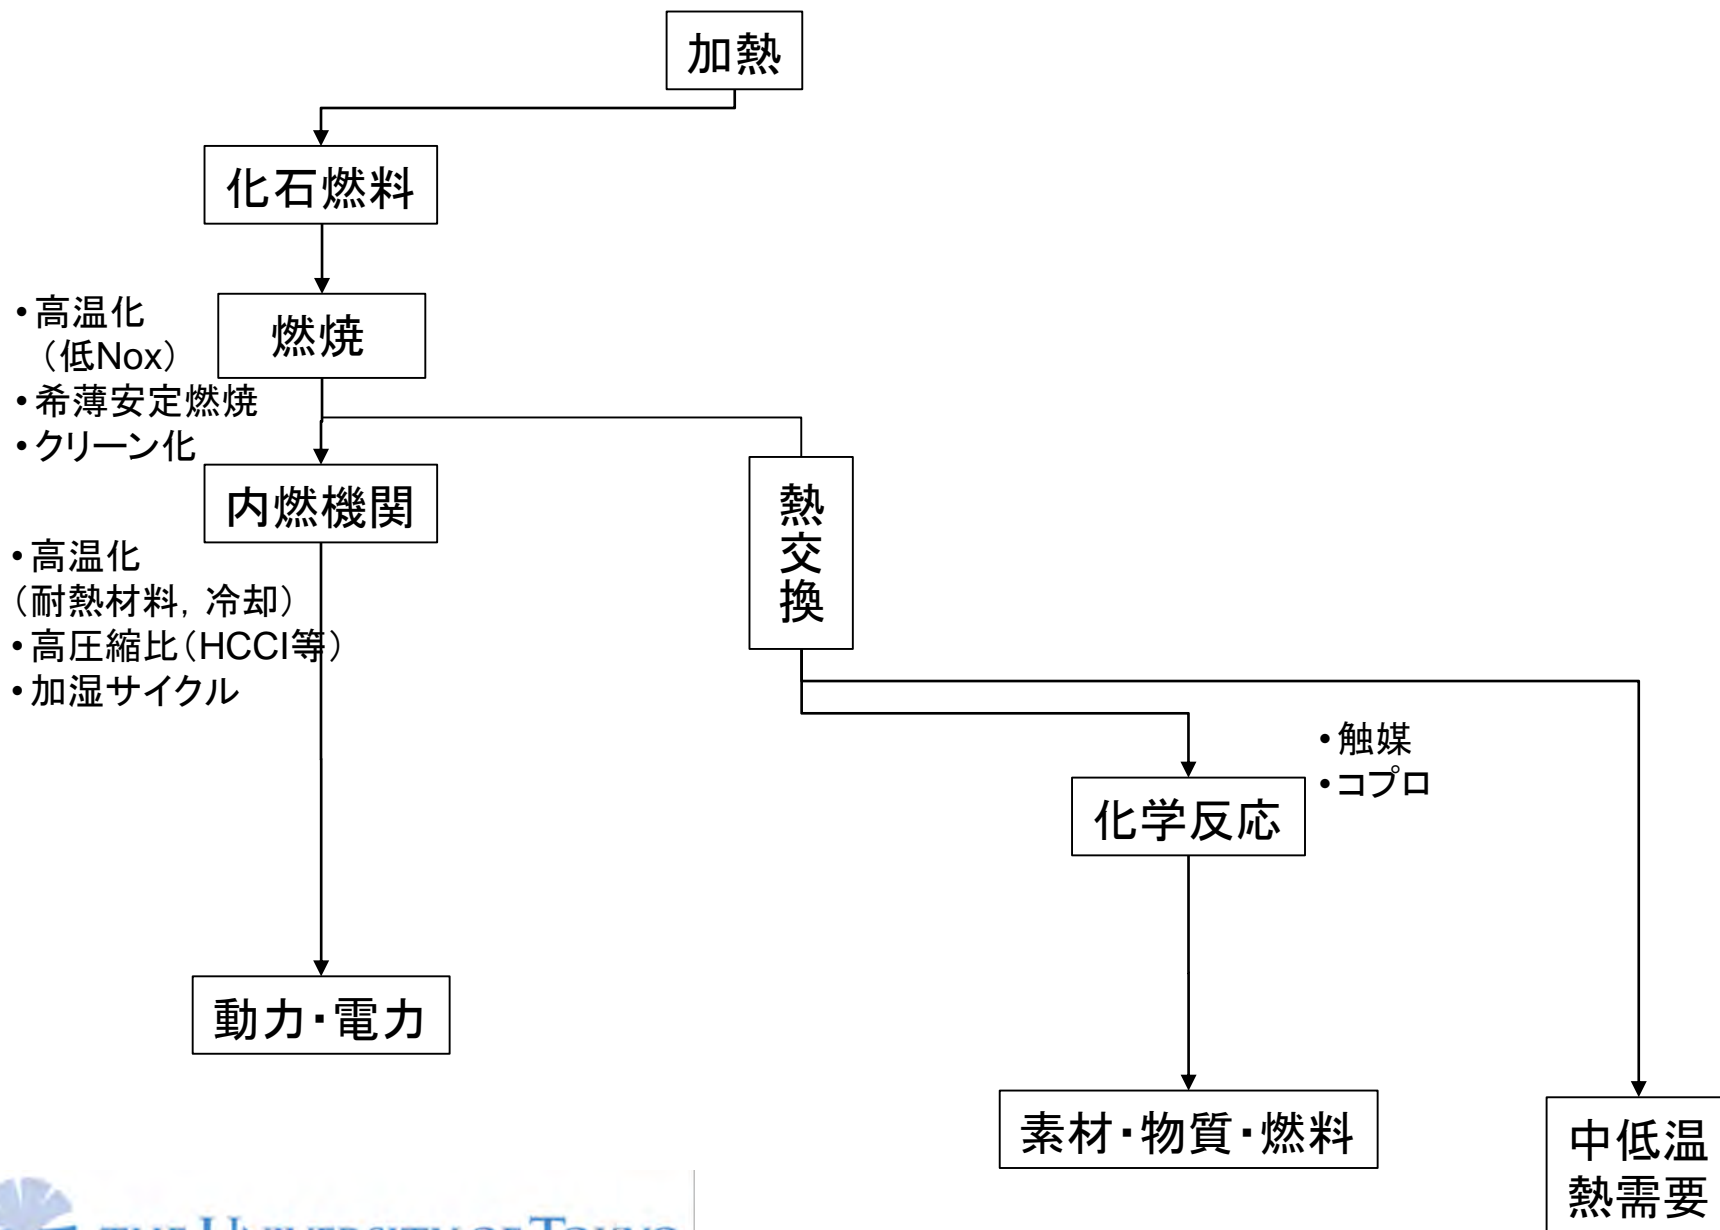 加熱
化石燃料
・高温化
（低Nox）
・希薄安定燃焼
・クリーン化
燃焼
内燃機関
・高温化
（耐熱材料，冷却）
・高圧縮比（HCCI等）
・加湿サイクル
熱交換
・触媒
・コプロ
化学反応
動力・電力
素材・物質・燃料
中低温
熱需要
THE UNIVERSITY OF TOKYO